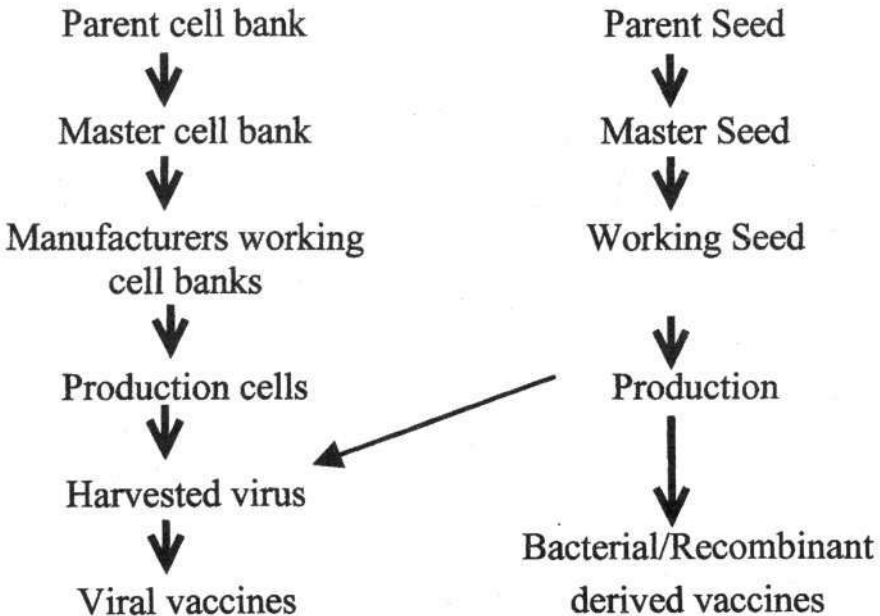 Parent cell bank
Master cell bank
Manufacturers working
cell banks
Production cells
Harvested virus
Viral vaccines
Parent Seed
Master Seed
Working Seed
Production
Bacterial/Recombinant
derived vaccines